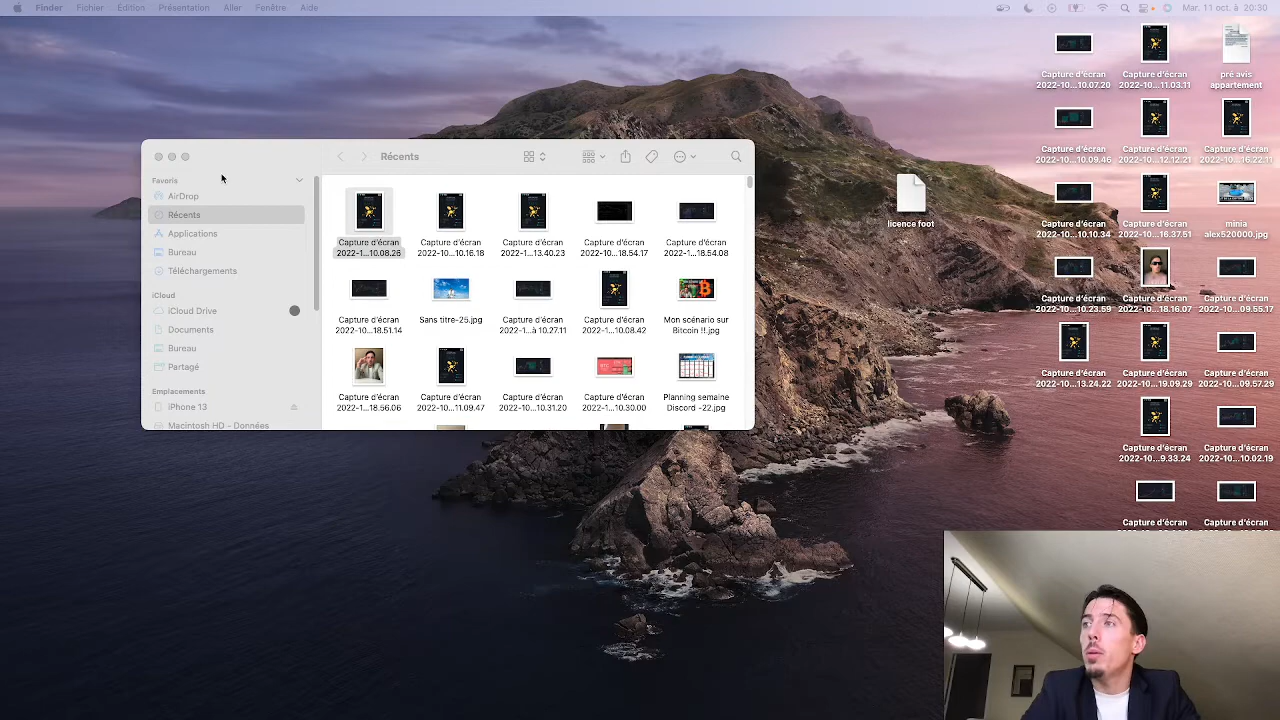 Finder Fichier Édition Présentation Aller Fenêtre Aide
Mar. 11 oct. à 20:30
Récents
Favoris
AirDrop
Récents
Applications
Bureau
Téléchargements
iCloud
iCloud Drive
Documents
Bureau
Partagé
Emplacements
iPhone 13
Macintosh HD - Données
Capture d'écran
2022-1...10.08.26
Capture d'écran
2022-1...10.16.18
Capture d'écran
2022-1...13.40.23
Capture d'écran
2022-1...18.54.17
Capture d'écran
2022-1...18.54.08
Capture d'écran
2022-1...18.51.14
Sans titre-25.jpg
Capture d'écran
2022-1...à 10.27.11
Capture d'écran
2022-1...10.08.42
Mon scénario sur
Bitcoin !!.jpg
Capture d'écran
2022-1...18.56.06
Capture d'écran
2022-1...11.09.47
Capture d'écran
2022-1...10.31.20
Capture d'écran
2022-1...10.30.00
Planning semaine
Discord -22.jpg
licence foot
Capture d'écran
2022-10...10.07.20
Capture d'écran
2022-10...11.03.11
pré avis
appartement
Capture d'écran
2022-10...10.09.46
Capture d'écran
2022-10...12.12.21
Capture d'écran
2022-10...16.22.11
Capture d'écran
2022-10...10.10.34
Capture d'écran
2022-10...16.37.51
minia
alex520000.jpg
Capture d'écran
2022-10...10.23.59
Capture d'écran
2022-10...18.16.07
Capture d'écran
2022-10...09.55.17
Capture d'écran
2022-10...13.24.22
Capture d'écran
2022-10...19.09.29
Capture d'écran
2022-10...09.57.29
Capture d'écran
2022-10...9.33.24
Capture d'écran
2022-10...10.02.19
Capture d'écran
Capture d'écran